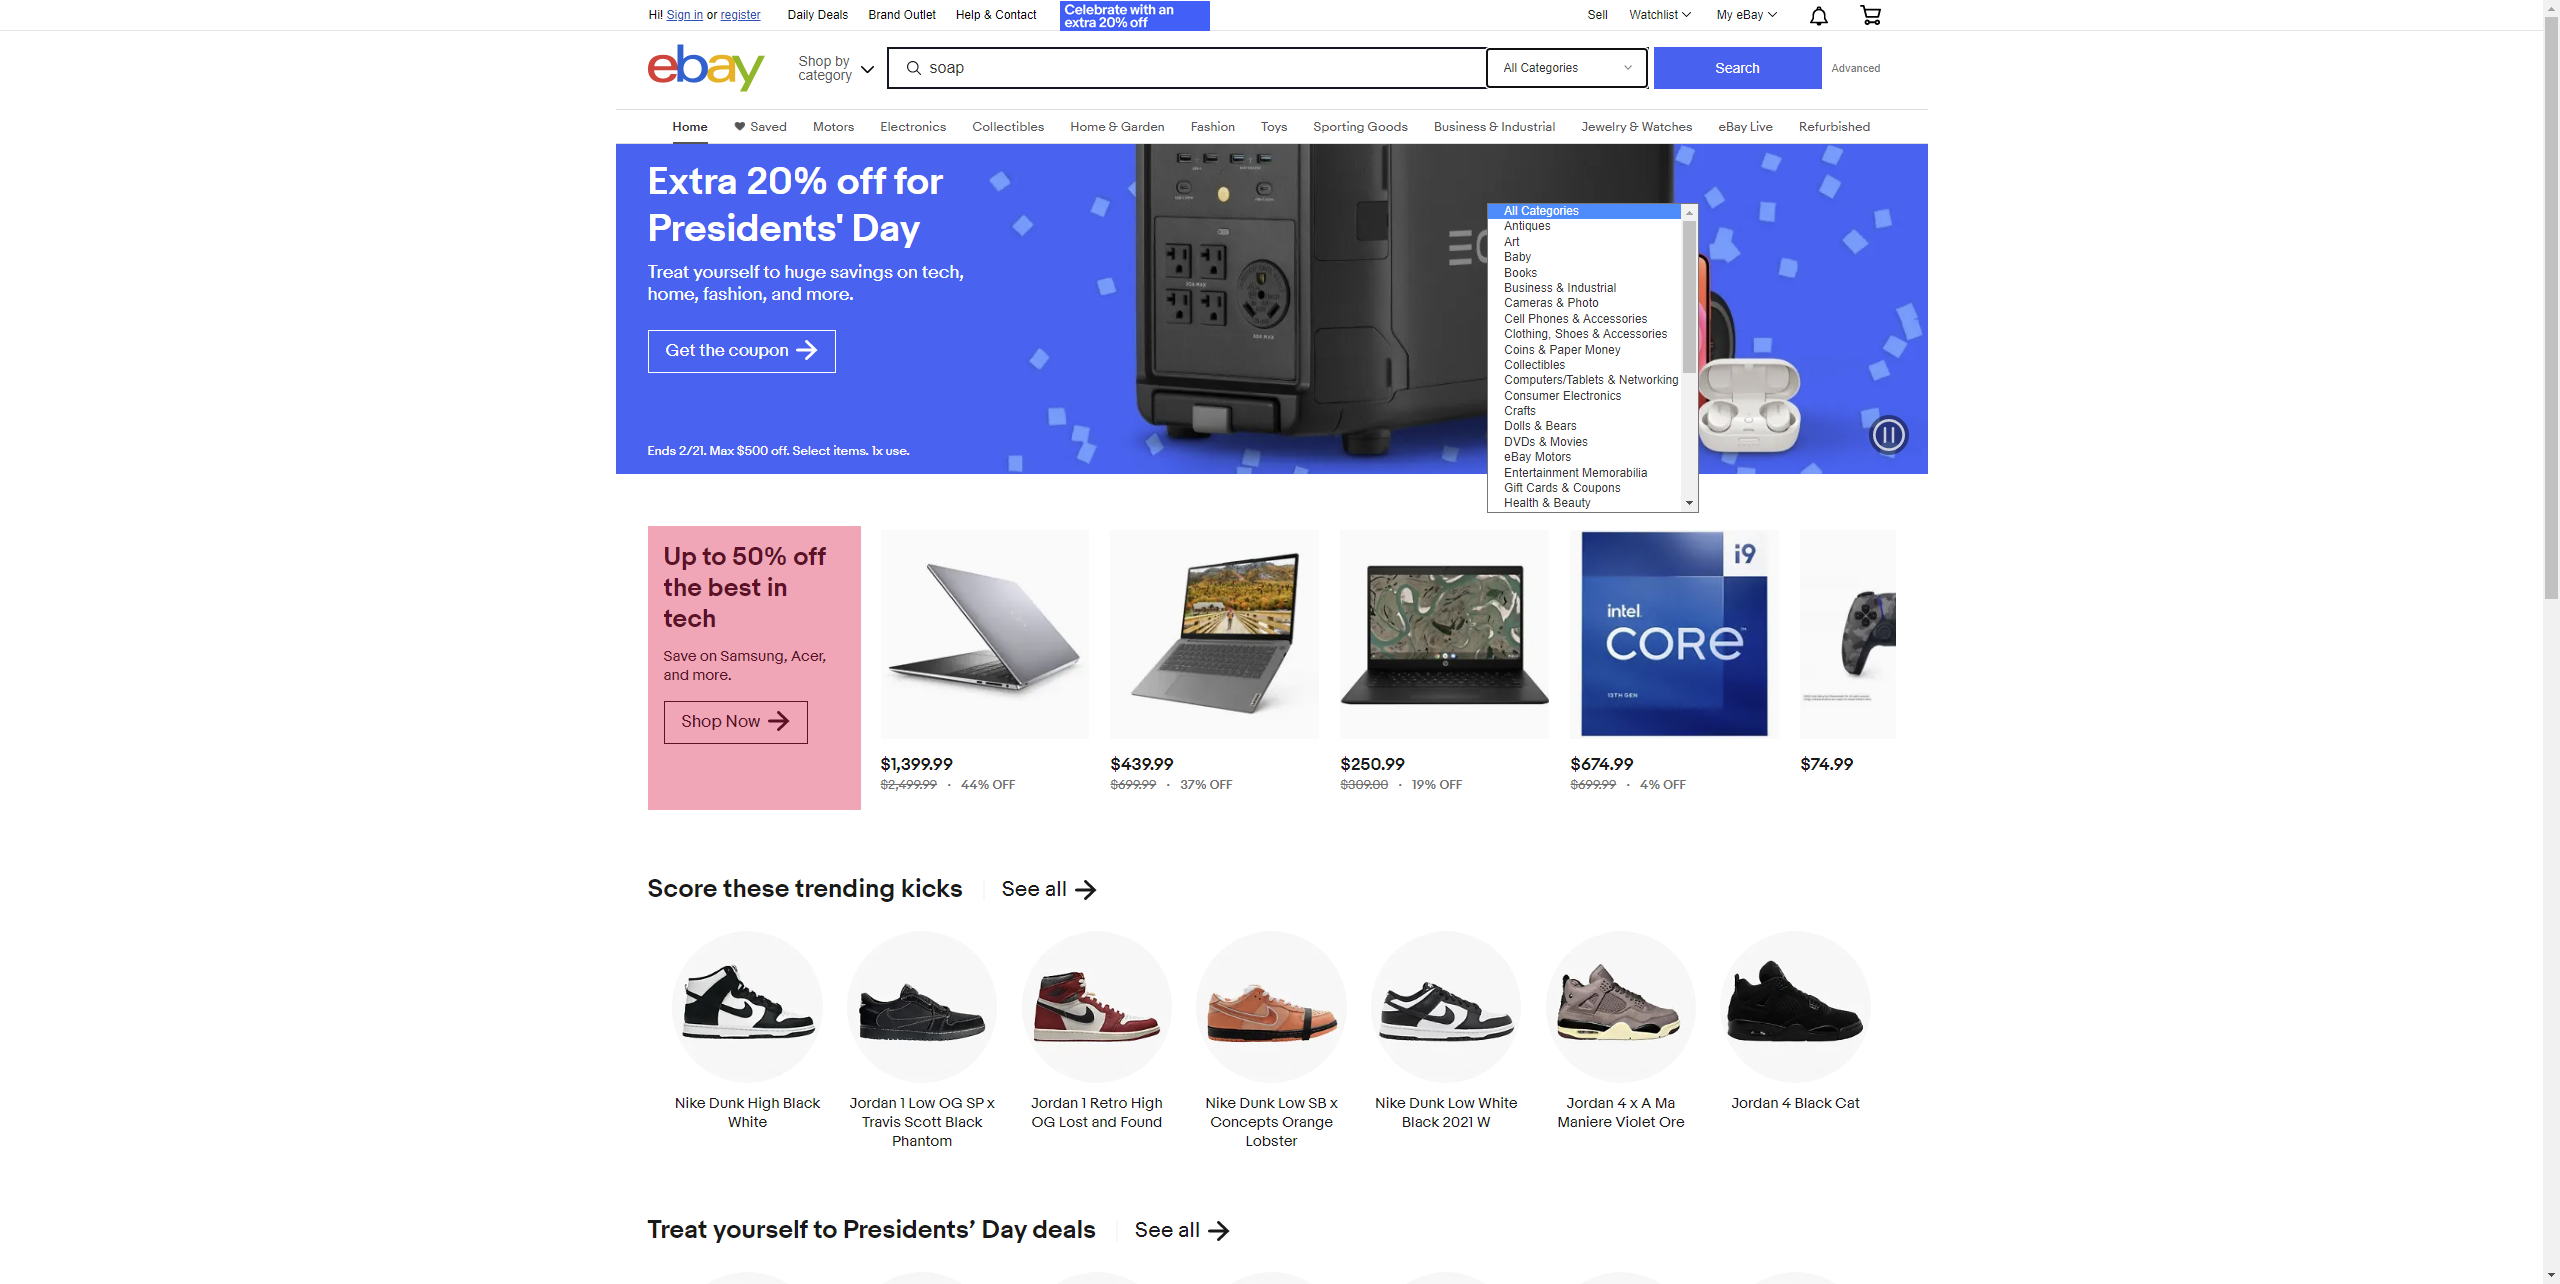 Hi! Sign in or register
Daily Deals
Brand Outlet
Help & Contact
Celebrate with an
extra 20% off
Sell
Watchlist
My eBay
ebay
Shop by
category
soap
All Categories
Search
Advanced
Home
Saved
Motors
Electronics
Collectibles
Home & Garden
Fashion
Toys
Sporting Goods
Business & Industrial
Jewelry & Watches
eBay Live
Refurbished
Extra 20% off for
Presidents' Day
Treat yourself to huge savings on tech,
home, fashion, and more.
Get the coupon
Ends 2/21. Max $500 off. Select items. 1x use.
All Categories
Antiques
Art
Baby
Books
Business & Industrial
Cameras & Photo
Cell Phones & Accessories
Clothing, Shoes & Accessories
Coins & Paper Money
Collectibles
Computers/Tablets & Networking
Consumer Electronics
Crafts
Dolls & Bears
DVDs & Movies
eBay Motors
Entertainment Memorabilia
Gift Cards & Coupons
Health & Beauty
Up to 50% off
the best in
tech
Save on Samsung, Acer,
and more.
Shop Now
i9
intel
CORE
13TH GEN
$1,399.99
$2,499.99 · 44% OFF
$439.99
$699.99 · 37% OFF
$250.99
$309.00 · 19% OFF
$674.99
$699.99 · 4% OFF
$74.99
Score these trending kicks
See all
Nike Dunk High Black
White
Jordan 1 Low OG SP x
Travis Scott Black
Phantom
Jordan 1 Retro High
OG Lost and Found
Nike Dunk Low SB x
Concepts Orange
Lobster
Nike Dunk Low White
Black 2021 W
Jordan 4 x A Ma
Maniere Violet Ore
Jordan 4 Black Cat
Treat yourself to Presidents’ Day deals
See all